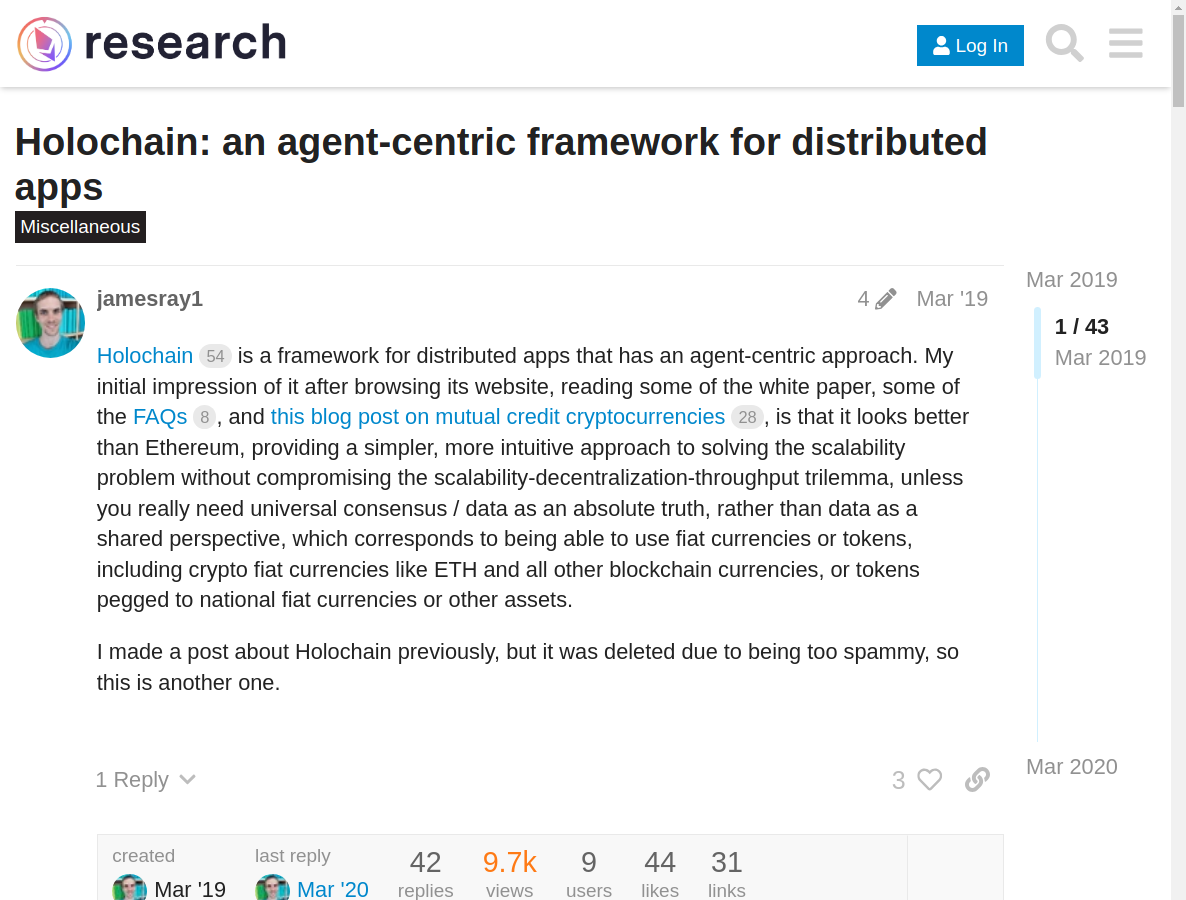 research
Log In
Holochain: an agent-centric framework for distributed
apps
Miscellaneous
jamesray1
4
Mar '19
Holochain 54 is a framework for distributed apps that has an agent-centric approach. My
initial impression of it after browsing its website, reading some of the white paper, some of
the FAQs 8 , and this blog post on mutual credit cryptocurrencies 28 , is that it looks better
than Ethereum, providing a simpler, more intuitive approach to solving the scalability
problem without compromising the scalability-decentralization-throughput trilemma, unless
you really need universal consensus / data as an absolute truth, rather than data as a
shared perspective, which corresponds to being able to use fiat currencies or tokens,
including crypto fiat currencies like ETH and all other blockchain currencies, or tokens
pegged to national fiat currencies or other assets.
I made a post about Holochain previously, but it was deleted due to being too spammy, so
this is another one.
1 Reply
3
Mar 2019
1 / 43
Mar 2019
Mar 2020
created
last reply
42
9.7k
9
44
31
Mar '19
Mar '20
replies
views
users
likes
links